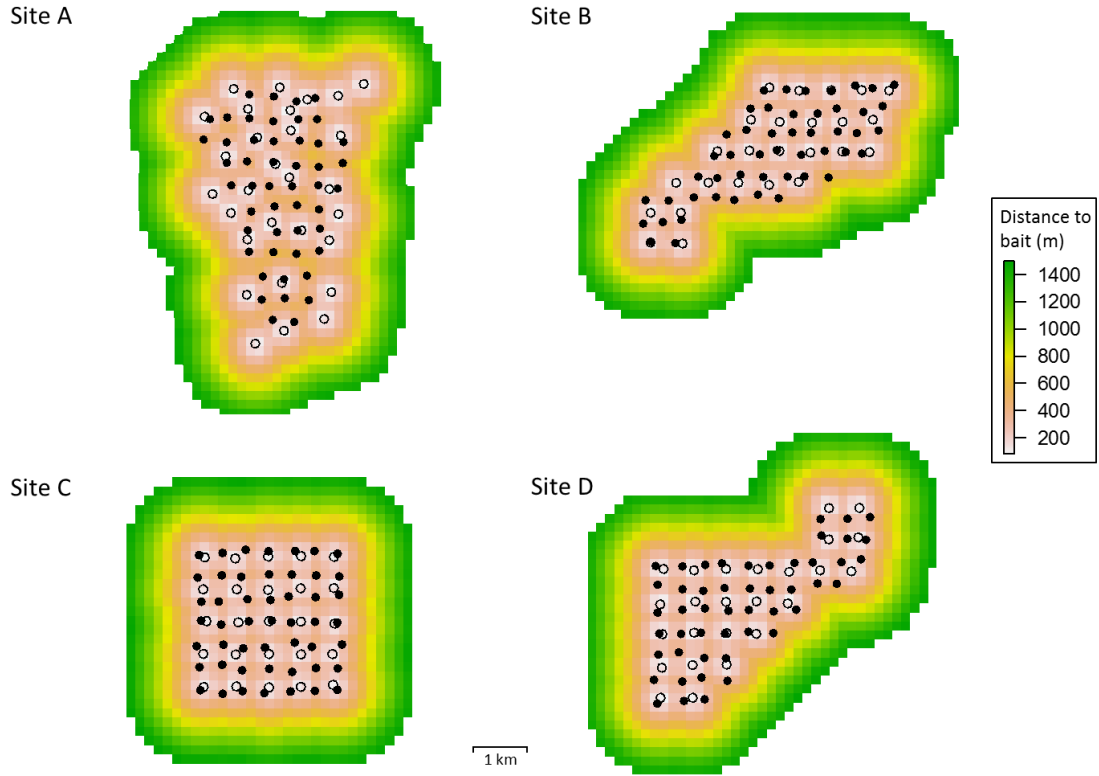 Site A
Site B
Distance to
bait (m)
1400
1200
1000
800
600
400
200
Site C
Site D
1 km